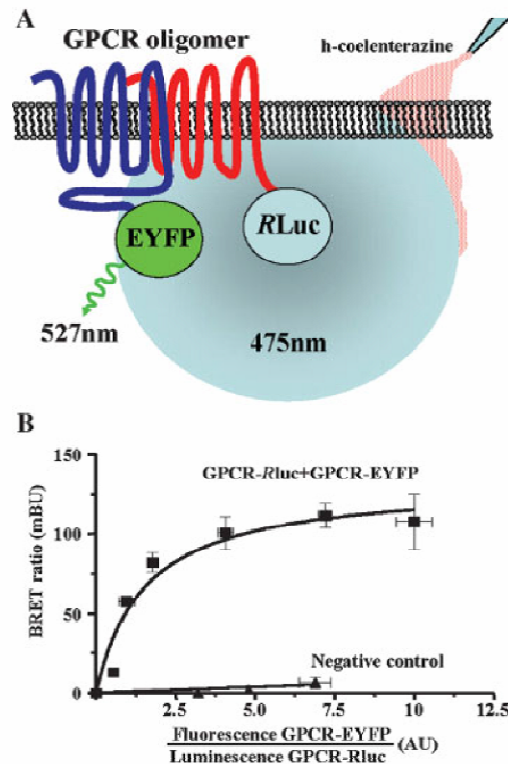 A
GPCR oligomer
h-coelenterazine
EYFP
RLuc
527nm
475nm
B
150
100
50
0
BRET ratio (mBU)
GPCR-Rluc+GPCR-EYFP
Negative control
2.5 5.0 7.5 10.0 12.5
Fluorescence GPCR-EYFP
Luminescence GPCR-Rluc
(AU)